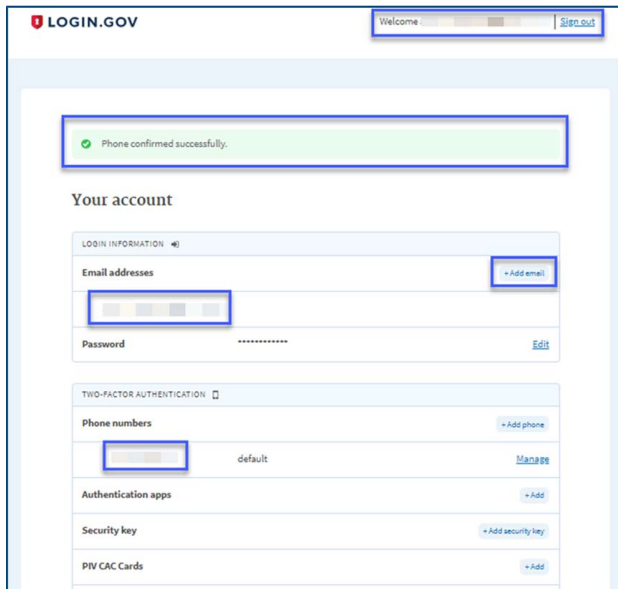 LOGIN.GOV
Welcome
Sign out
Phone confirmed successfully.
Your account
LOGIN INFORMATION
Email addresses
+ Add email
Password ************ Edit
TWO-FACTOR AUTHENTICATION
Phone numbers
+ Add phone
default Manage
Authentication apps
+ Add
Security key
+ Add security key
PIV CAC Cards
+ Add